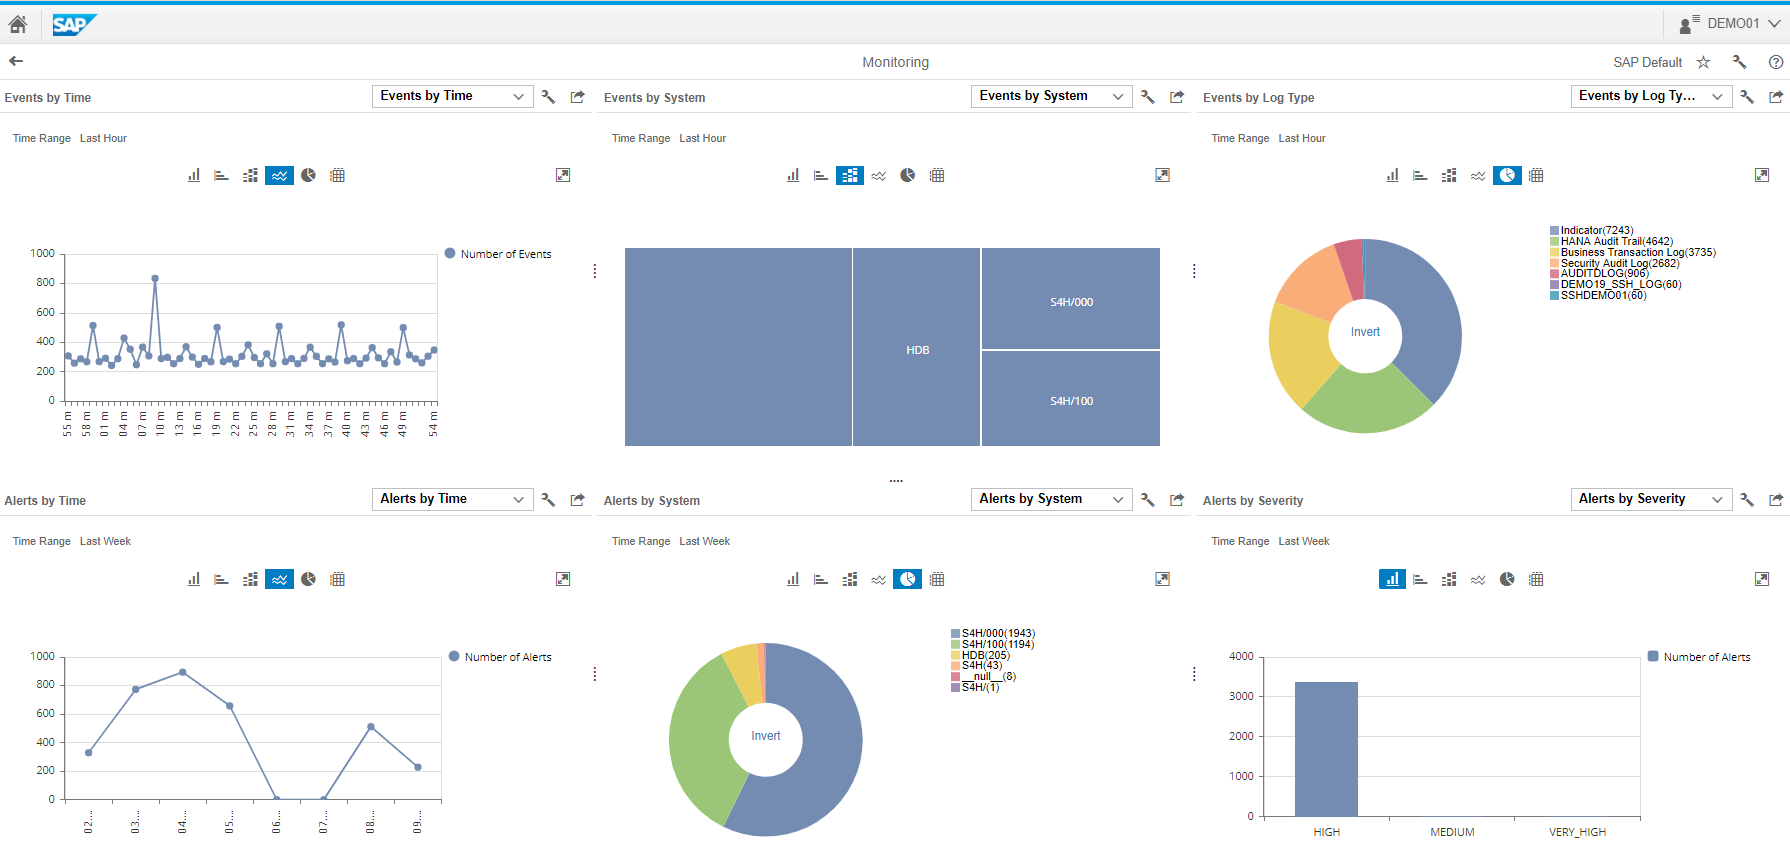 SAP
DEMO01
Monitoring
SAP Default
Events by Time
Events by Time
Time Range Last Hour
1000
800
600
400
200
0
55 m
58 m
01 m
04 m
07 m
10 m
13 m
16 m
19 m
22 m
25 m
28 m
31 m
34 m
37 m
40 m
43 m
46 m
49 m
54 m
Number of Events
Events by System
Events by System
Time Range Last Hour
HDB
S4H/000
S4H/100
Events by Log Type
Events by Log Ty...
Time Range Last Hour
Invert
Indicator(7243)
HANA Audit Trail(4642)
Business Transaction Log(3735)
Security Audit Log(2682)
AUDITDLOG(906)
DEMO19_SSH_LOG(60)
SSHDEMO01(60)
Alerts by Time
Alerts by Time
Time Range Last Week
1000
800
600
400
200
0
02....
03....
04....
05....
06....
07....
08....
09....
Number of Alerts
Alerts by System
Alerts by System
Time Range Last Week
Invert
S4H/000(1943)
S4H/100(1194)
HDB(205)
S4H(43)
__null__(8)
S4H/(1)
Alerts by Severity
Alerts by Severity
Time Range Last Week
4000
3000
2000
1000
0
HIGH
MEDIUM
VERY_HIGH
Number of Alerts